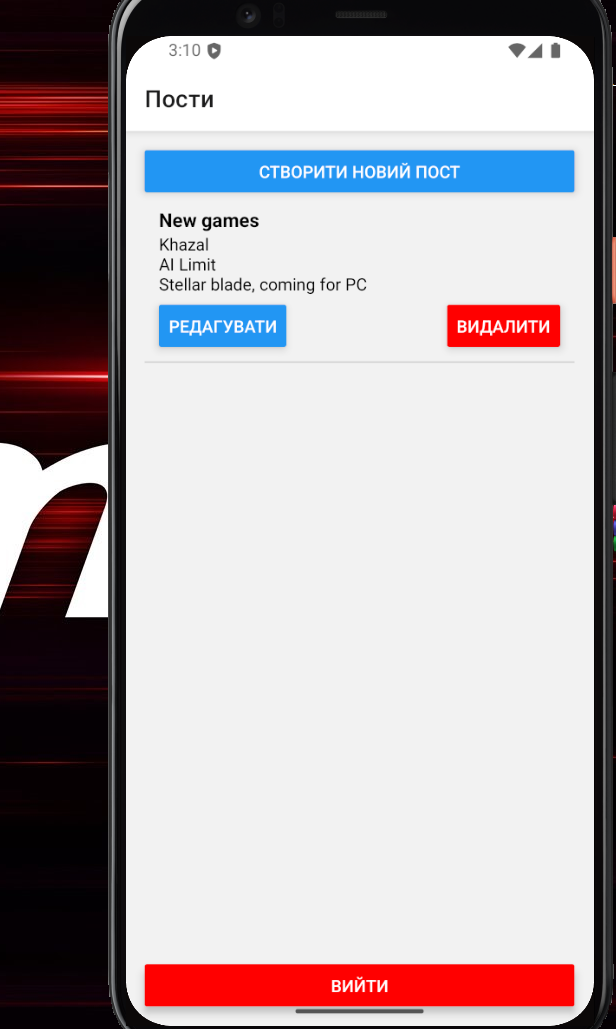 3:10
Пости
СТВОРИТИ НОВИЙ ПОСТ
New games
Khazal
AI Limit
Stellar blade, coming for PC
РЕДАГУВАТИ
ВИДАЛИТИ
ВИЙТИ